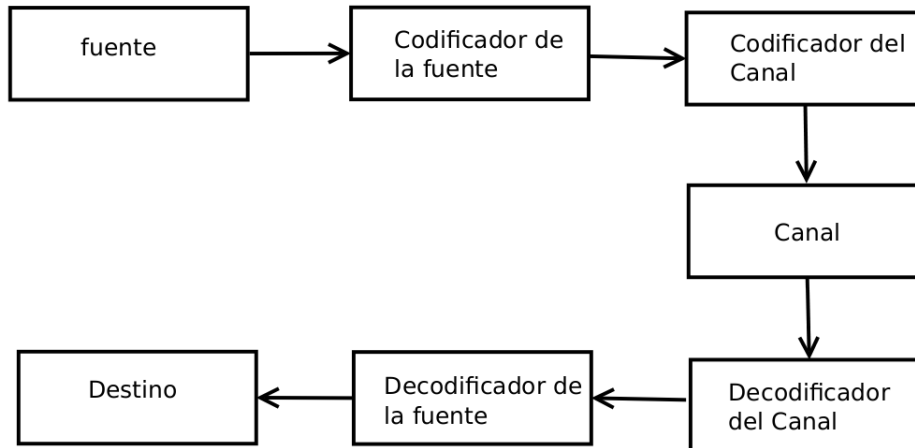 fuente
Codificador de
la fuente
Codificador del
Canal
Canal
Decodificador
del Canal
Decodificador de
la fuente
Destino